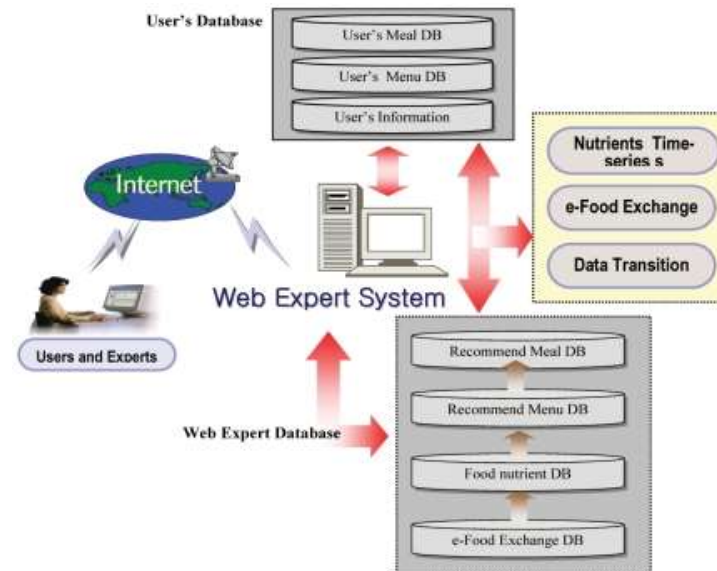 User's Database
User's Meal DB
User's Menu DB
User's Information
Nutrients Time-
series s
e-Food Exchange
Data Transition
Internet
Web Expert System
Users and Experts
Recommend Meal DB
Recommend Menu DB
Web Expert Database
Food nutrient DB
e-Food Exchange DB